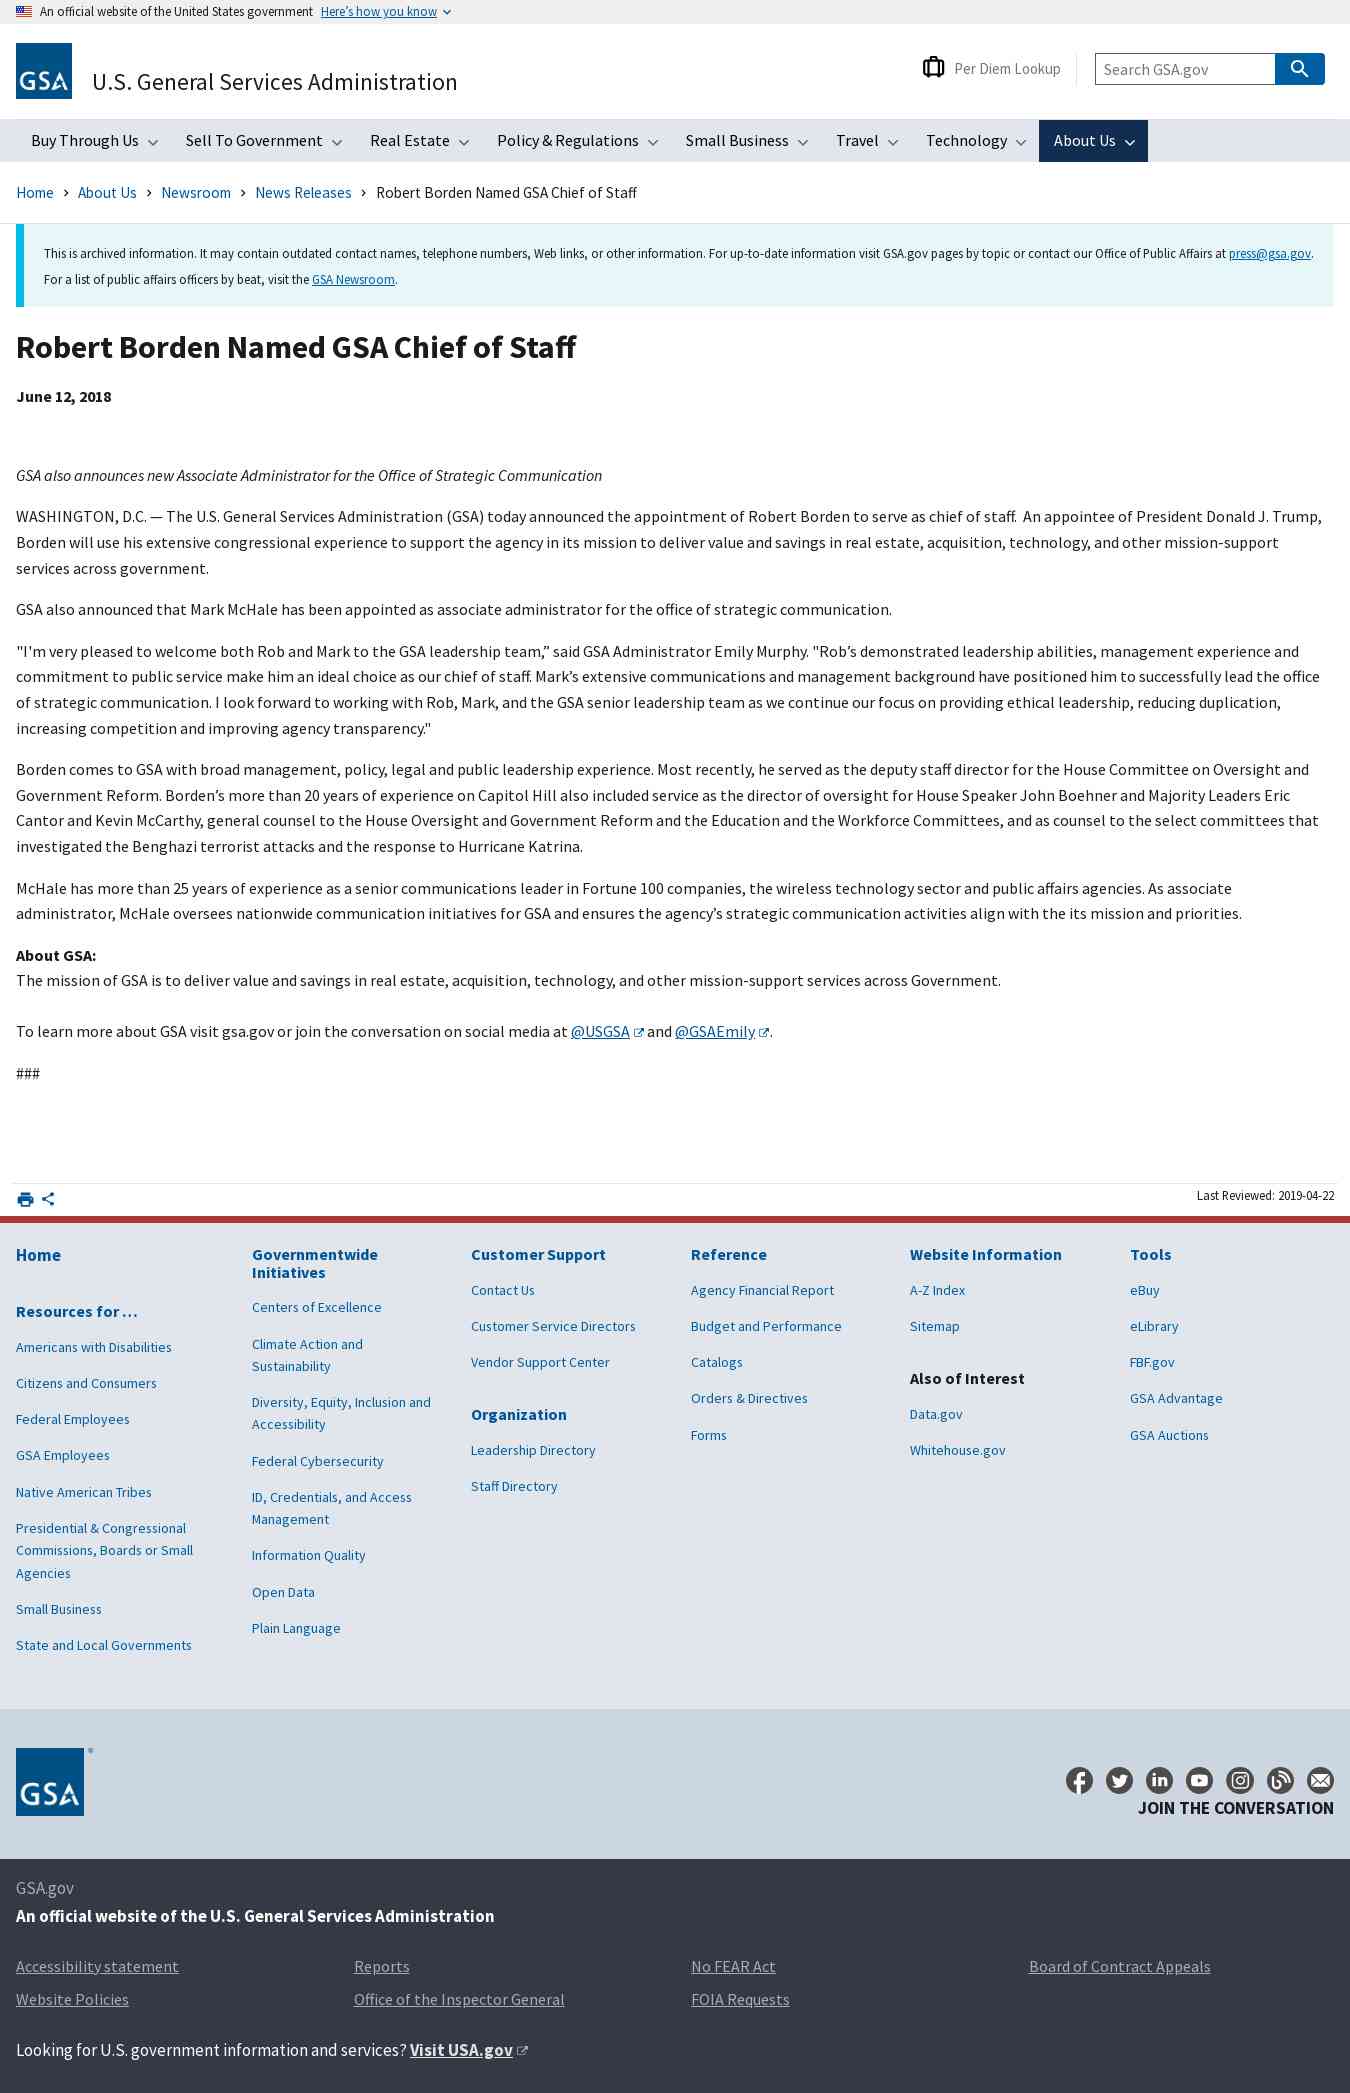 An official website of the United States government Here's how you know
GSA
U.S. General Services Administration
Per Diem Lookup
Search GSA.gov
Buy Through Us Sell To Government Real Estate Policy & Regulations Small Business Travel Technology About Us
Home > About Us > Newsroom > News Releases > Robert Borden Named GSA Chief of Staff
This is archived information. It may contain outdated contact names, telephone numbers, Web links, or other information. For up-to-date information visit GSA.gov pages by topic or contact our Office of Public Affairs at press@gsa.gov.
For a list of public affairs officers by beat, visit the GSA Newsroom.
Robert Borden Named GSA Chief of Staff
June 12, 2018
GSA also announces new Associate Administrator for the Office of Strategic Communication
WASHINGTON, D.C. — The U.S. General Services Administration (GSA) today announced the appointment of Robert Borden to serve as chief of staff.  An appointee of President Donald J. Trump,
Borden will use his extensive congressional experience to support the agency in its mission to deliver value and savings in real estate, acquisition, technology, and other mission-support
services across government.
GSA also announced that Mark McHale has been appointed as associate administrator for the office of strategic communication.
"I'm very pleased to welcome both Rob and Mark to the GSA leadership team,” said GSA Administrator Emily Murphy. "Rob’s demonstrated leadership abilities, management experience and
commitment to public service make him an ideal choice as our chief of staff. Mark’s extensive communications and management background have positioned him to successfully lead the office
of strategic communication. I look forward to working with Rob, Mark, and the GSA senior leadership team as we continue our focus on providing ethical leadership, reducing duplication,
increasing competition and improving agency transparency."
Borden comes to GSA with broad management, policy, legal and public leadership experience. Most recently, he served as the deputy staff director for the House Committee on Oversight and
Government Reform. Borden’s more than 20 years of experience on Capitol Hill also included service as the director of oversight for House Speaker John Boehner and Majority Leaders Eric
Cantor and Kevin McCarthy, general counsel to the House Oversight and Government Reform and the Education and the Workforce Committees, and as counsel to the select committees that
investigated the Benghazi terrorist attacks and the response to Hurricane Katrina.
McHale has more than 25 years of experience as a senior communications leader in Fortune 100 companies, the wireless technology sector and public affairs agencies. As associate
administrator, McHale oversees nationwide communication initiatives for GSA and ensures the agency’s strategic communication activities align with the its mission and priorities.
About GSA:
The mission of GSA is to deliver value and savings in real estate, acquisition, technology, and other mission-support services across Government.
To learn more about GSA visit gsa.gov or join the conversation on social media at @USGSA and @GSAEmily.
###
Last Reviewed: 2019-04-22
Home
Resources for …
Americans with Disabilities
Citizens and Consumers
Federal Employees
GSA Employees
Native American Tribes
Presidential & Congressional
Commissions, Boards or Small
Agencies
Small Business
State and Local Governments
Governmentwide
Initiatives
Centers of Excellence
Climate Action and
Sustainability
Diversity, Equity, Inclusion and
Accessibility
Federal Cybersecurity
ID, Credentials, and Access
Management
Information Quality
Open Data
Plain Language
Customer Support
Contact Us
Customer Service Directors
Vendor Support Center
Organization
Leadership Directory
Staff Directory
Reference
Agency Financial Report
Budget and Performance
Catalogs
Orders & Directives
Forms
Website Information
A-Z Index
Sitemap
Also of Interest
Data.gov
Whitehouse.gov
Tools
eBuy
eLibrary
FBF.gov
GSA Advantage
GSA Auctions
GSA
JOIN THE CONVERSATION
GSA.gov
An official website of the U.S. General Services Administration
Accessibility statement Reports No FEAR Act Board of Contract Appeals
Website Policies Office of the Inspector General FOIA Requests
Looking for U.S. government information and services? Visit USA.gov